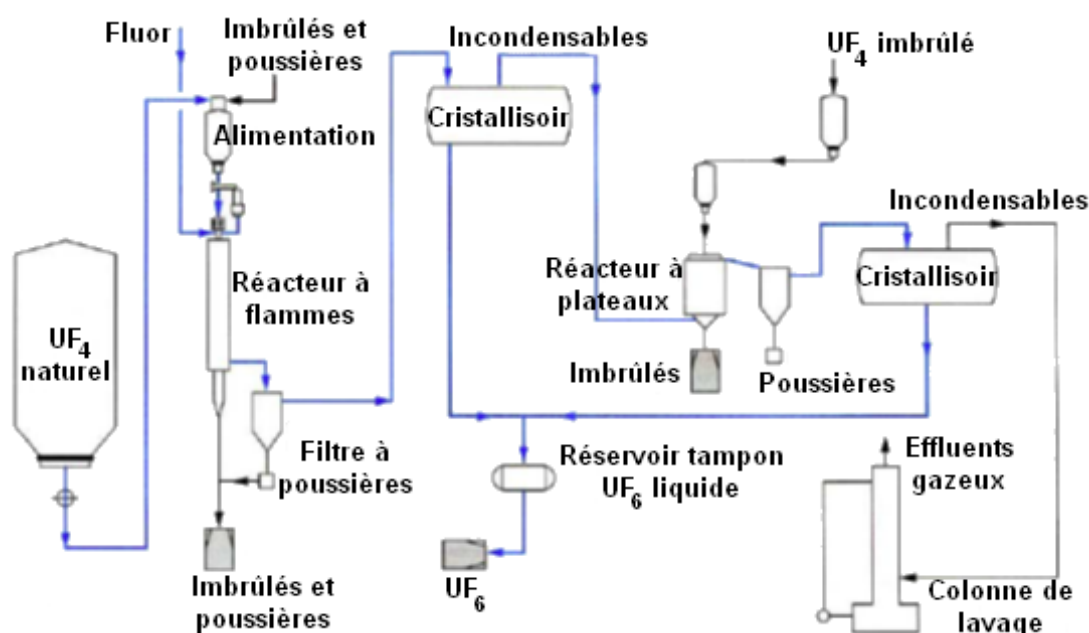 Fluor
Imbrûlés et
poussières
Incondensables
UF4 imbrûlé
Cristallisoir
Alimentation
Incondensables
Réacteur à
flammes
Réacteur à
plateaux
Cristallisoir
UF4
naturel
Imbrûlés
Poussières
Filtre à
poussières
Réservoir tampon
UF6 liquide
Effluents
gazeux
Imbrûlés et
poussières
UF6
Colonne de
lavage